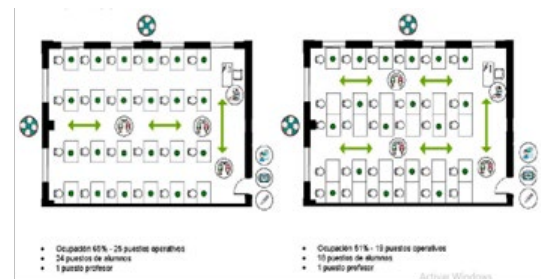 Ocupación 65% - 25 puestos operativos
24 puestos de alumnos
1 puesto profesor
Ocupación 51% - 19 puestos operativos
18 puestos de alumnos
1 puesto profesor
Activar Windows